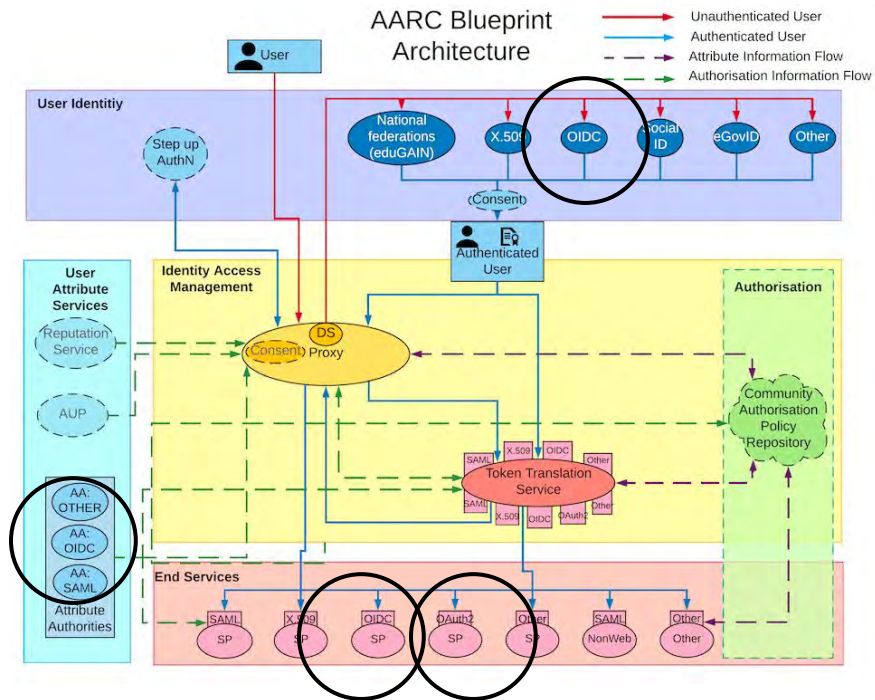 AARC Blueprint
Architecture
Unauthenticated User
Authenticated User
Attribute Information Flow
Authorisation Information Flow
User
User Identitiy
Step up
AuthN
National
federations
(eduGAIN)
X.509
OIDC
Social
ID
eGovID
Other
Consent
Authenticated
User
User
Attribute
Services
Reputation
Service
AUP
AA:
OTHER
AA:
OIDC
AA:
SAML
Attribute
Authorities
Identity Access
Management
DS
Consent
Proxy
SAML
X.509
OIDC
Other
Token Translation
Service
SAML
X.509
OIDC
OAuth2
Other
Authorisation
Community
Authorisation
Policy
Repository
End Services
SAML
SP
X.509
SP
OIDC
SP
OAuth2
SP
Other
SP
SAML
NonWeb
Other
Other